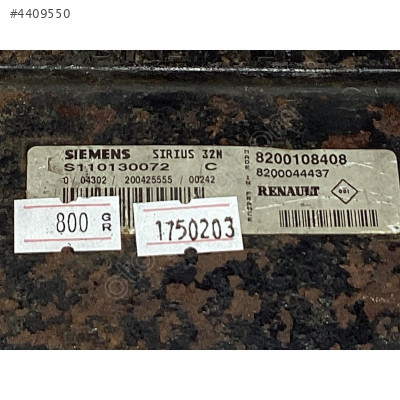 #4409550
SIEMENS SIRIUS 32N
S110130072 C
0 / 04302 / 200425555 / 00242
MADE IN FRANCE
8200108408
8200044437
RENAULT
800 GR
1750203